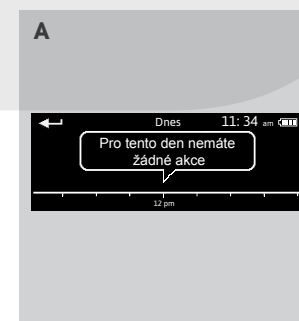 A
Dnes 11: 34 am
Pro tento den nemáte
žádné akce
12 pm